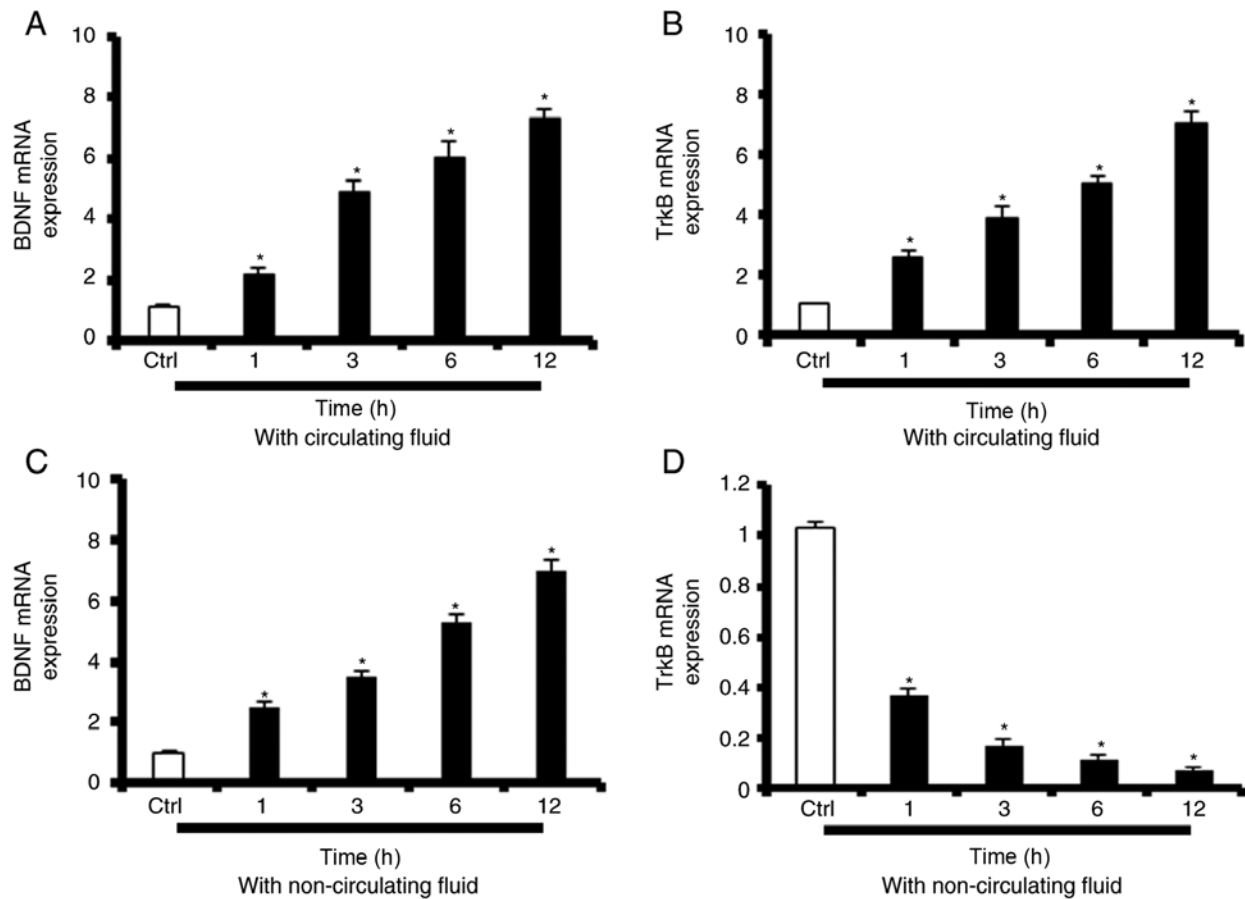 A
10
8
6
4
2
0
BDNF mRNA
expression
*
*
*
*
Ctrl 1 3 6 12
Time (h)
With circulating fluid
B
10
8
6
4
2
0
TrkB mRNA
expression
*
*
*
*
Ctrl 1 3 6 12
Time (h)
With circulating fluid
C
10
8
6
4
2
0
BDNF mRNA
expression
*
*
*
*
Ctrl 1 3 6 12
Time (h)
With non-circulating fluid
D
1.2
1
0.8
0.6
0.4
0.2
0
TrkB mRNA
expression
*
*
*
*
Ctrl 1 3 6 12
Time (h)
With non-circulating fluid